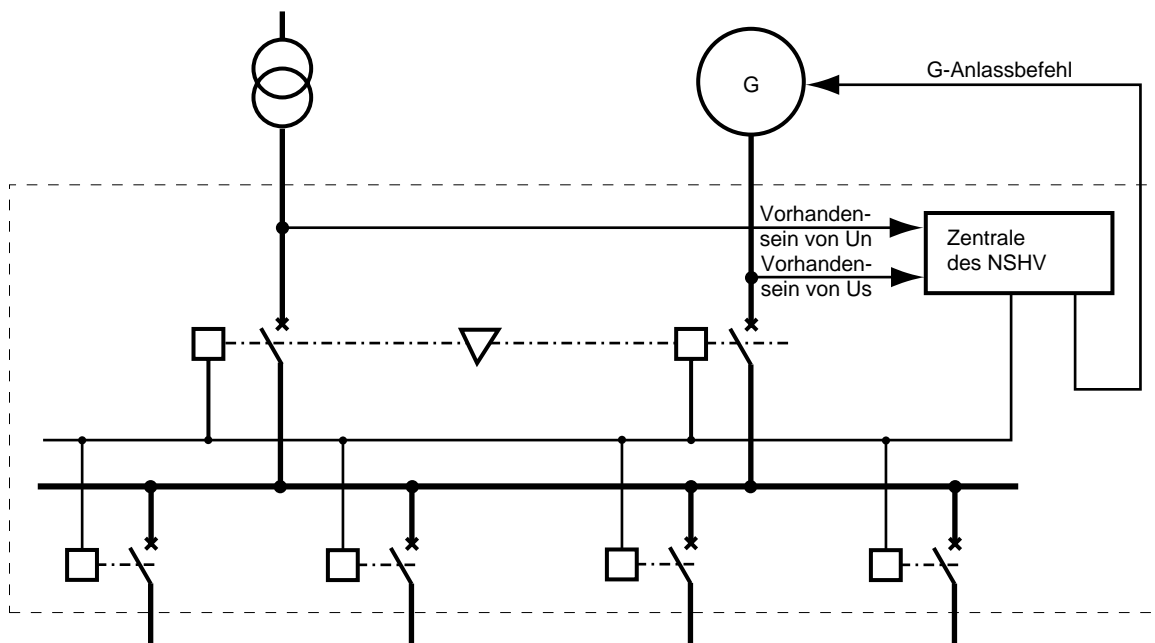 G-Anlassbefehl
G
Vorhanden-
sein von Un
Vorhanden-
sein von Us
Zentrale
des NSHV